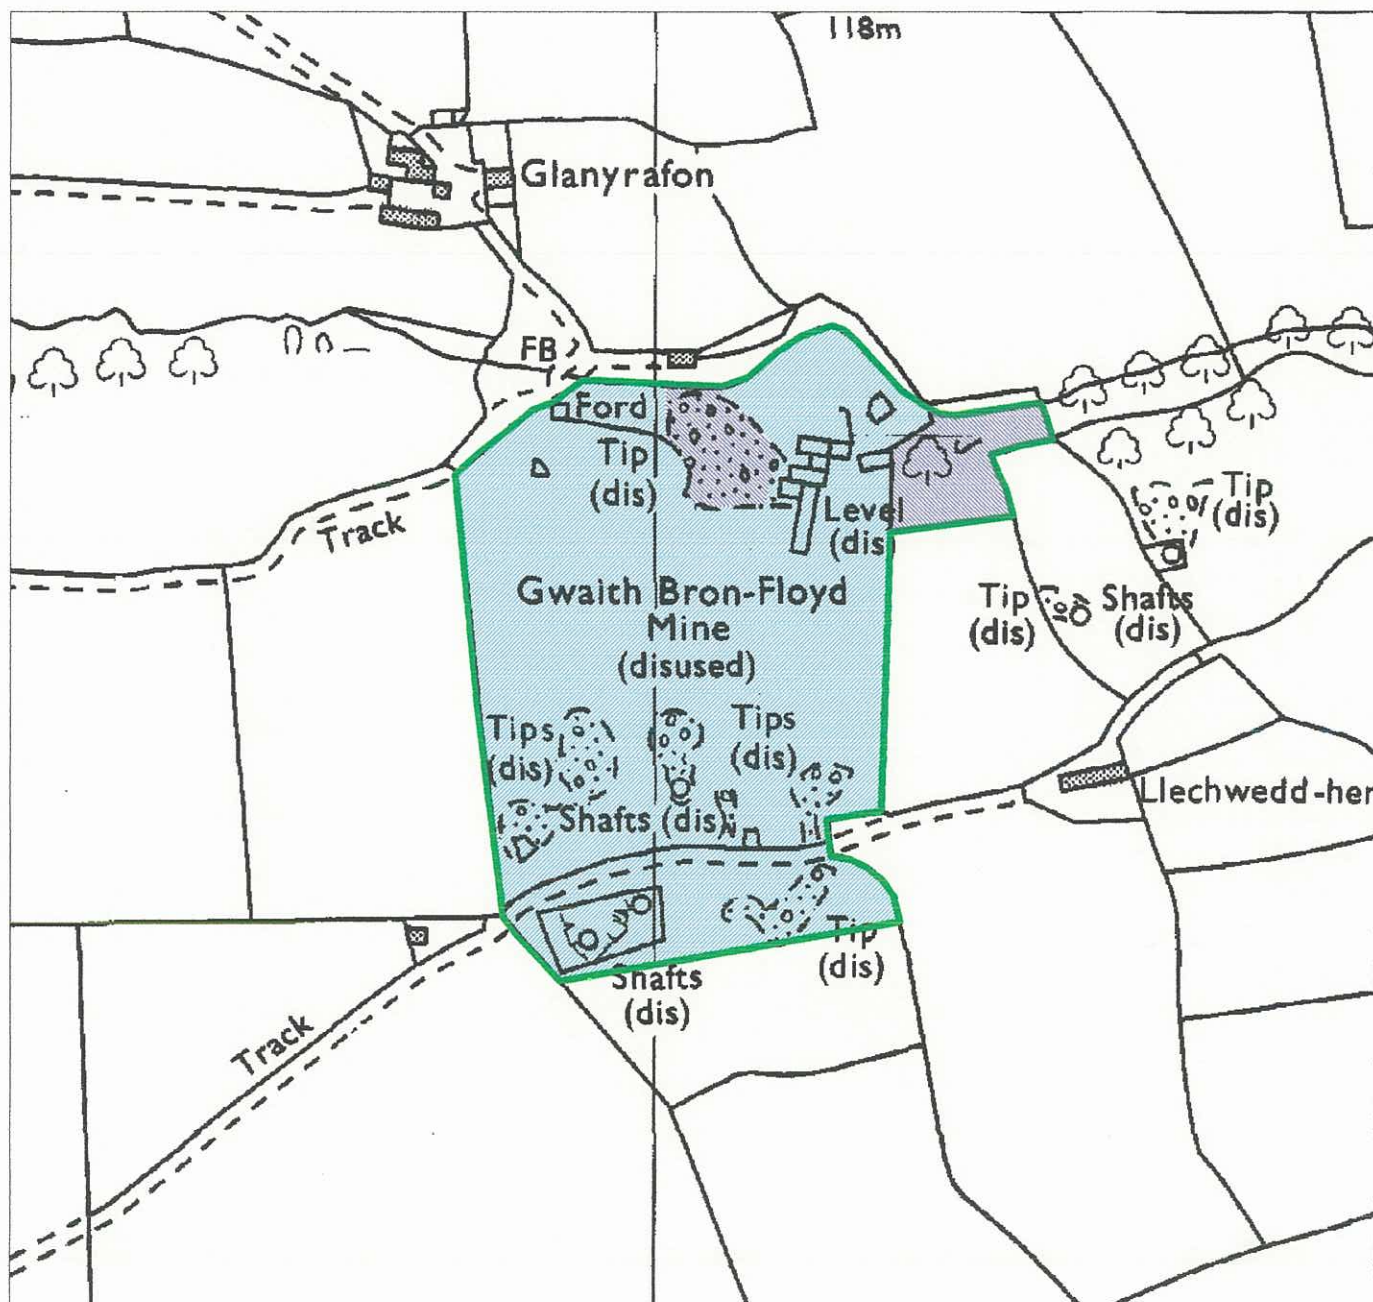 118m
Glanyrafon
FB
Ford
Tip
(dis)
Track
Level
(dis)
Tip
(dis)
Gwaith Bron-Floyd
Mine
(disused)
Tip
(dis)
Shafts
(dis)
Tips
(dis)
Tips
(dis)
Shafts (dis)
Llechwedd-hen
Tip
(dis)
Shafts
(dis)
Track